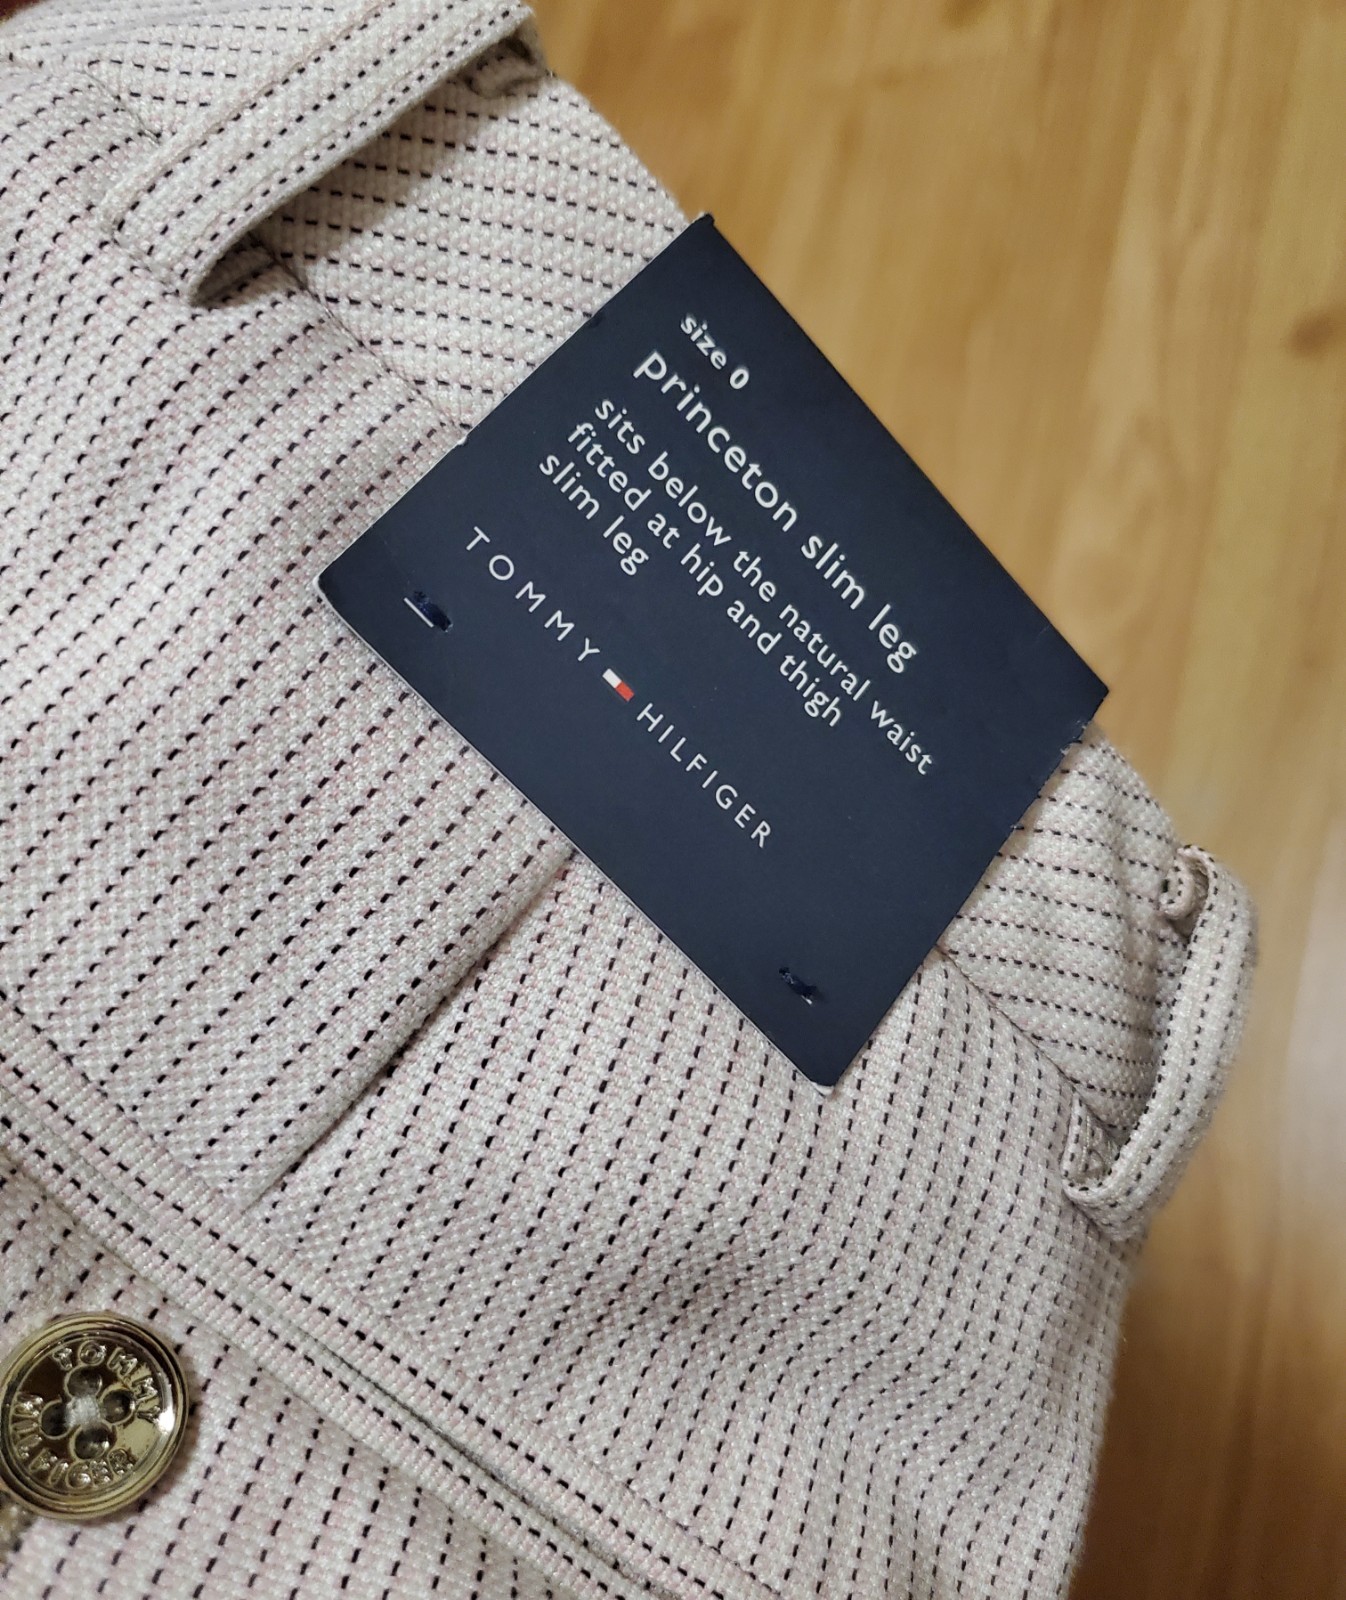 size 0
princeton slim leg
sits below the natural waist
fitted at hip and thigh
slim leg
TOMMY HILFIGER
TOMMY
HILFIGER